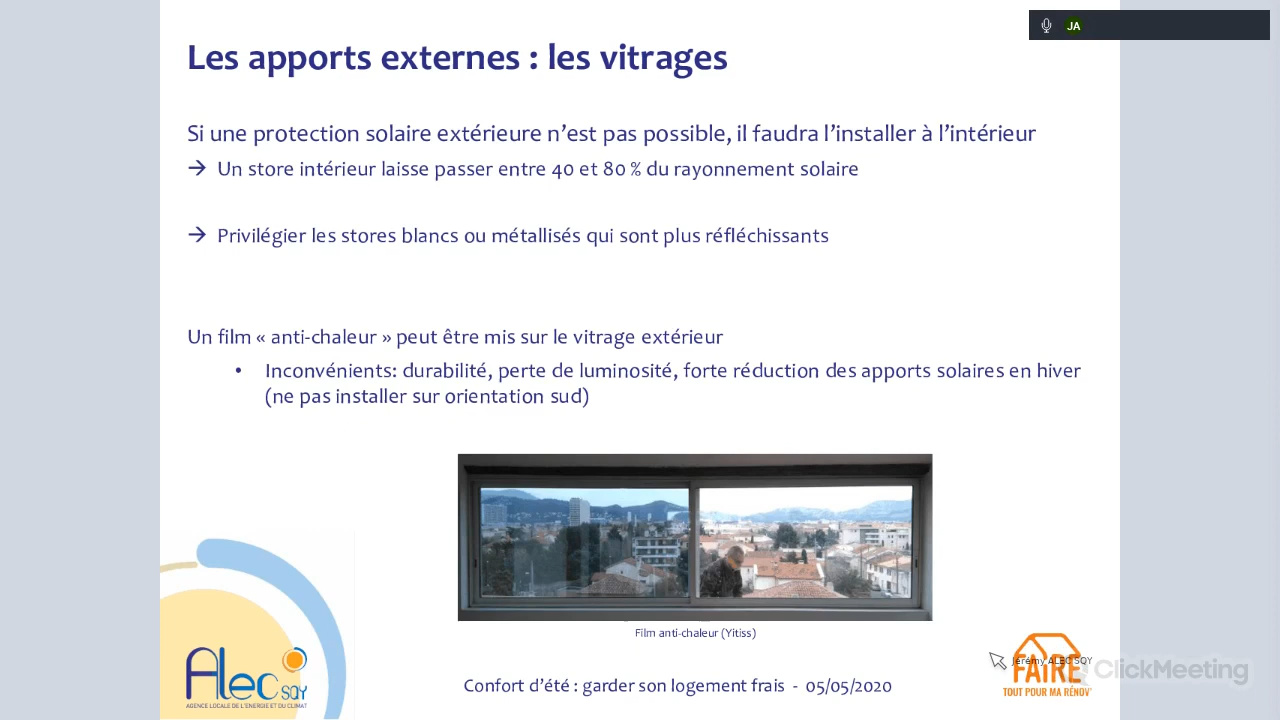 JA
Les apports externes : les vitrages
Si une protection solaire extérieure n’est pas possible, il faudra l’installer à l’intérieur
→ Un store intérieur laisse passer entre 40 et 80 % du rayonnement solaire
→ Privilégier les stores blancs ou métallisés qui sont plus réfléchissants
Un film « anti-chaleur » peut être mis sur le vitrage extérieur
• Inconvénients: durabilité, perte de luminosité, forte réduction des apports solaires en hiver
(ne pas installer sur orientation sud)
Film anti-chaleur (Yitiss)
Alec SQY
AGENCE LOCALE DE L'ENERGIE ET DU CLIMAT
Confort d’été : garder son logement frais - 05/05/2020
Jérémy ALEC SQY
FAIRE
TOUT POUR MA RÉNOV'
ClickMeeting